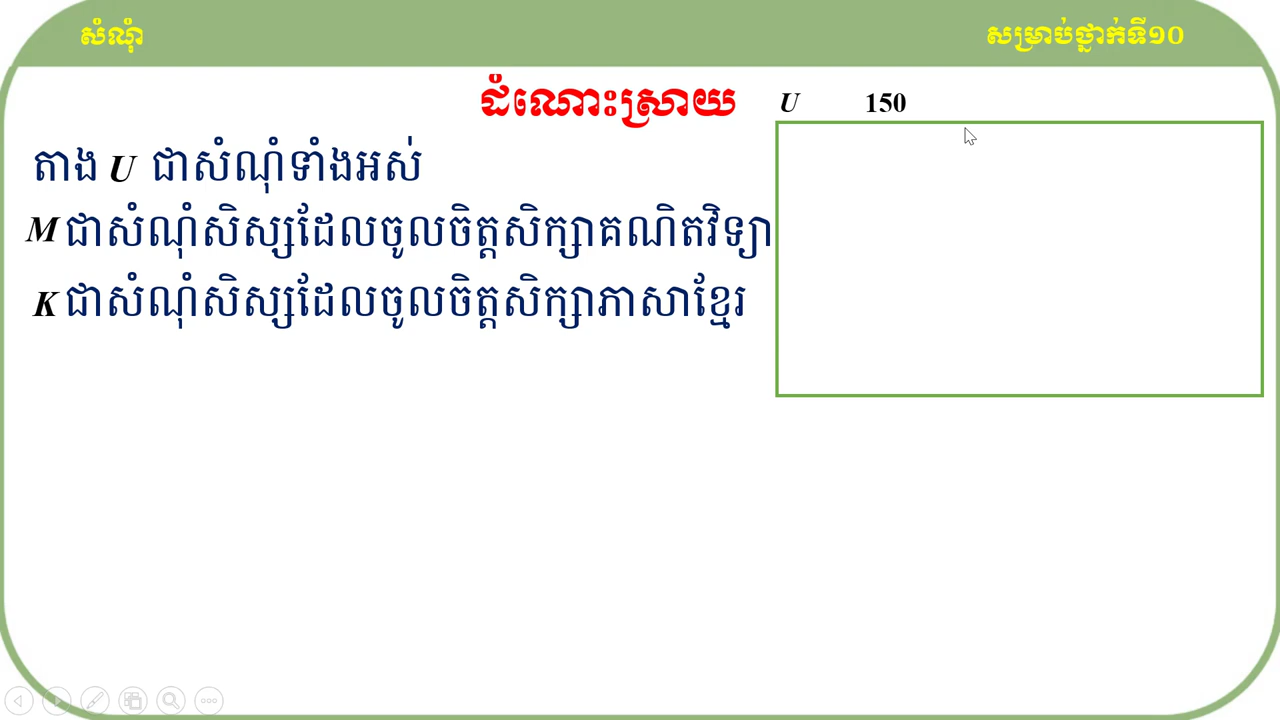 សំណុំ
សម្រាប់ថ្នាក់ទី១០
ដំណោះស្រាយ
U 150
តាង U ជាសំណុំទាំងអស់
M ជាសំណុំសិស្សដែលចូលចិត្តសិក្សាគណិតវិទ្យា
K ជាសំណុំសិស្សដែលចូលចិត្តសិក្សាភាសាខ្មែរ